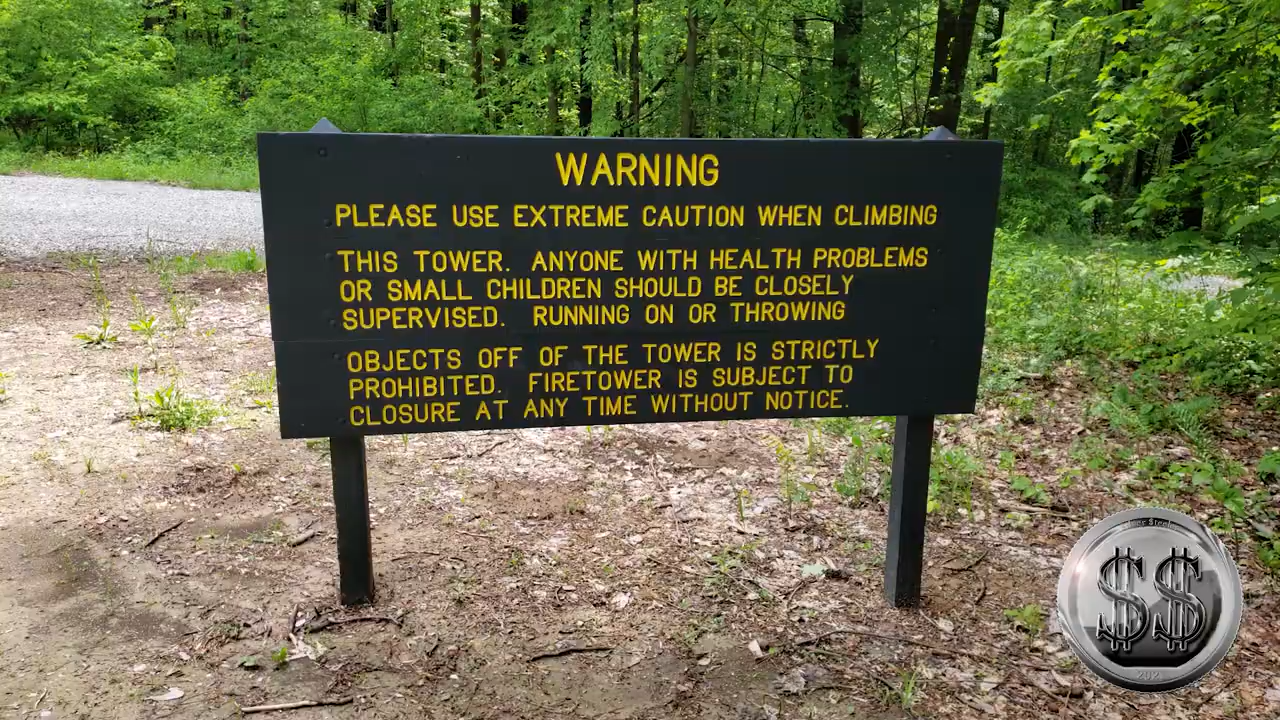 WARNING
PLEASE USE EXTREME CAUTION WHEN CLIMBING
THIS TOWER. ANYONE WITH HEALTH PROBLEMS
OR SMALL CHILDREN SHOULD BE CLOSELY
SUPERVISED. RUNNING ON OR THROWING
OBJECTS OFF OF THE TOWER IS STRICTLY
PROHIBITED. FIRETOWER IS SUBJECT TO
CLOSURE AT ANY TIME WITHOUT NOTICE.
$$